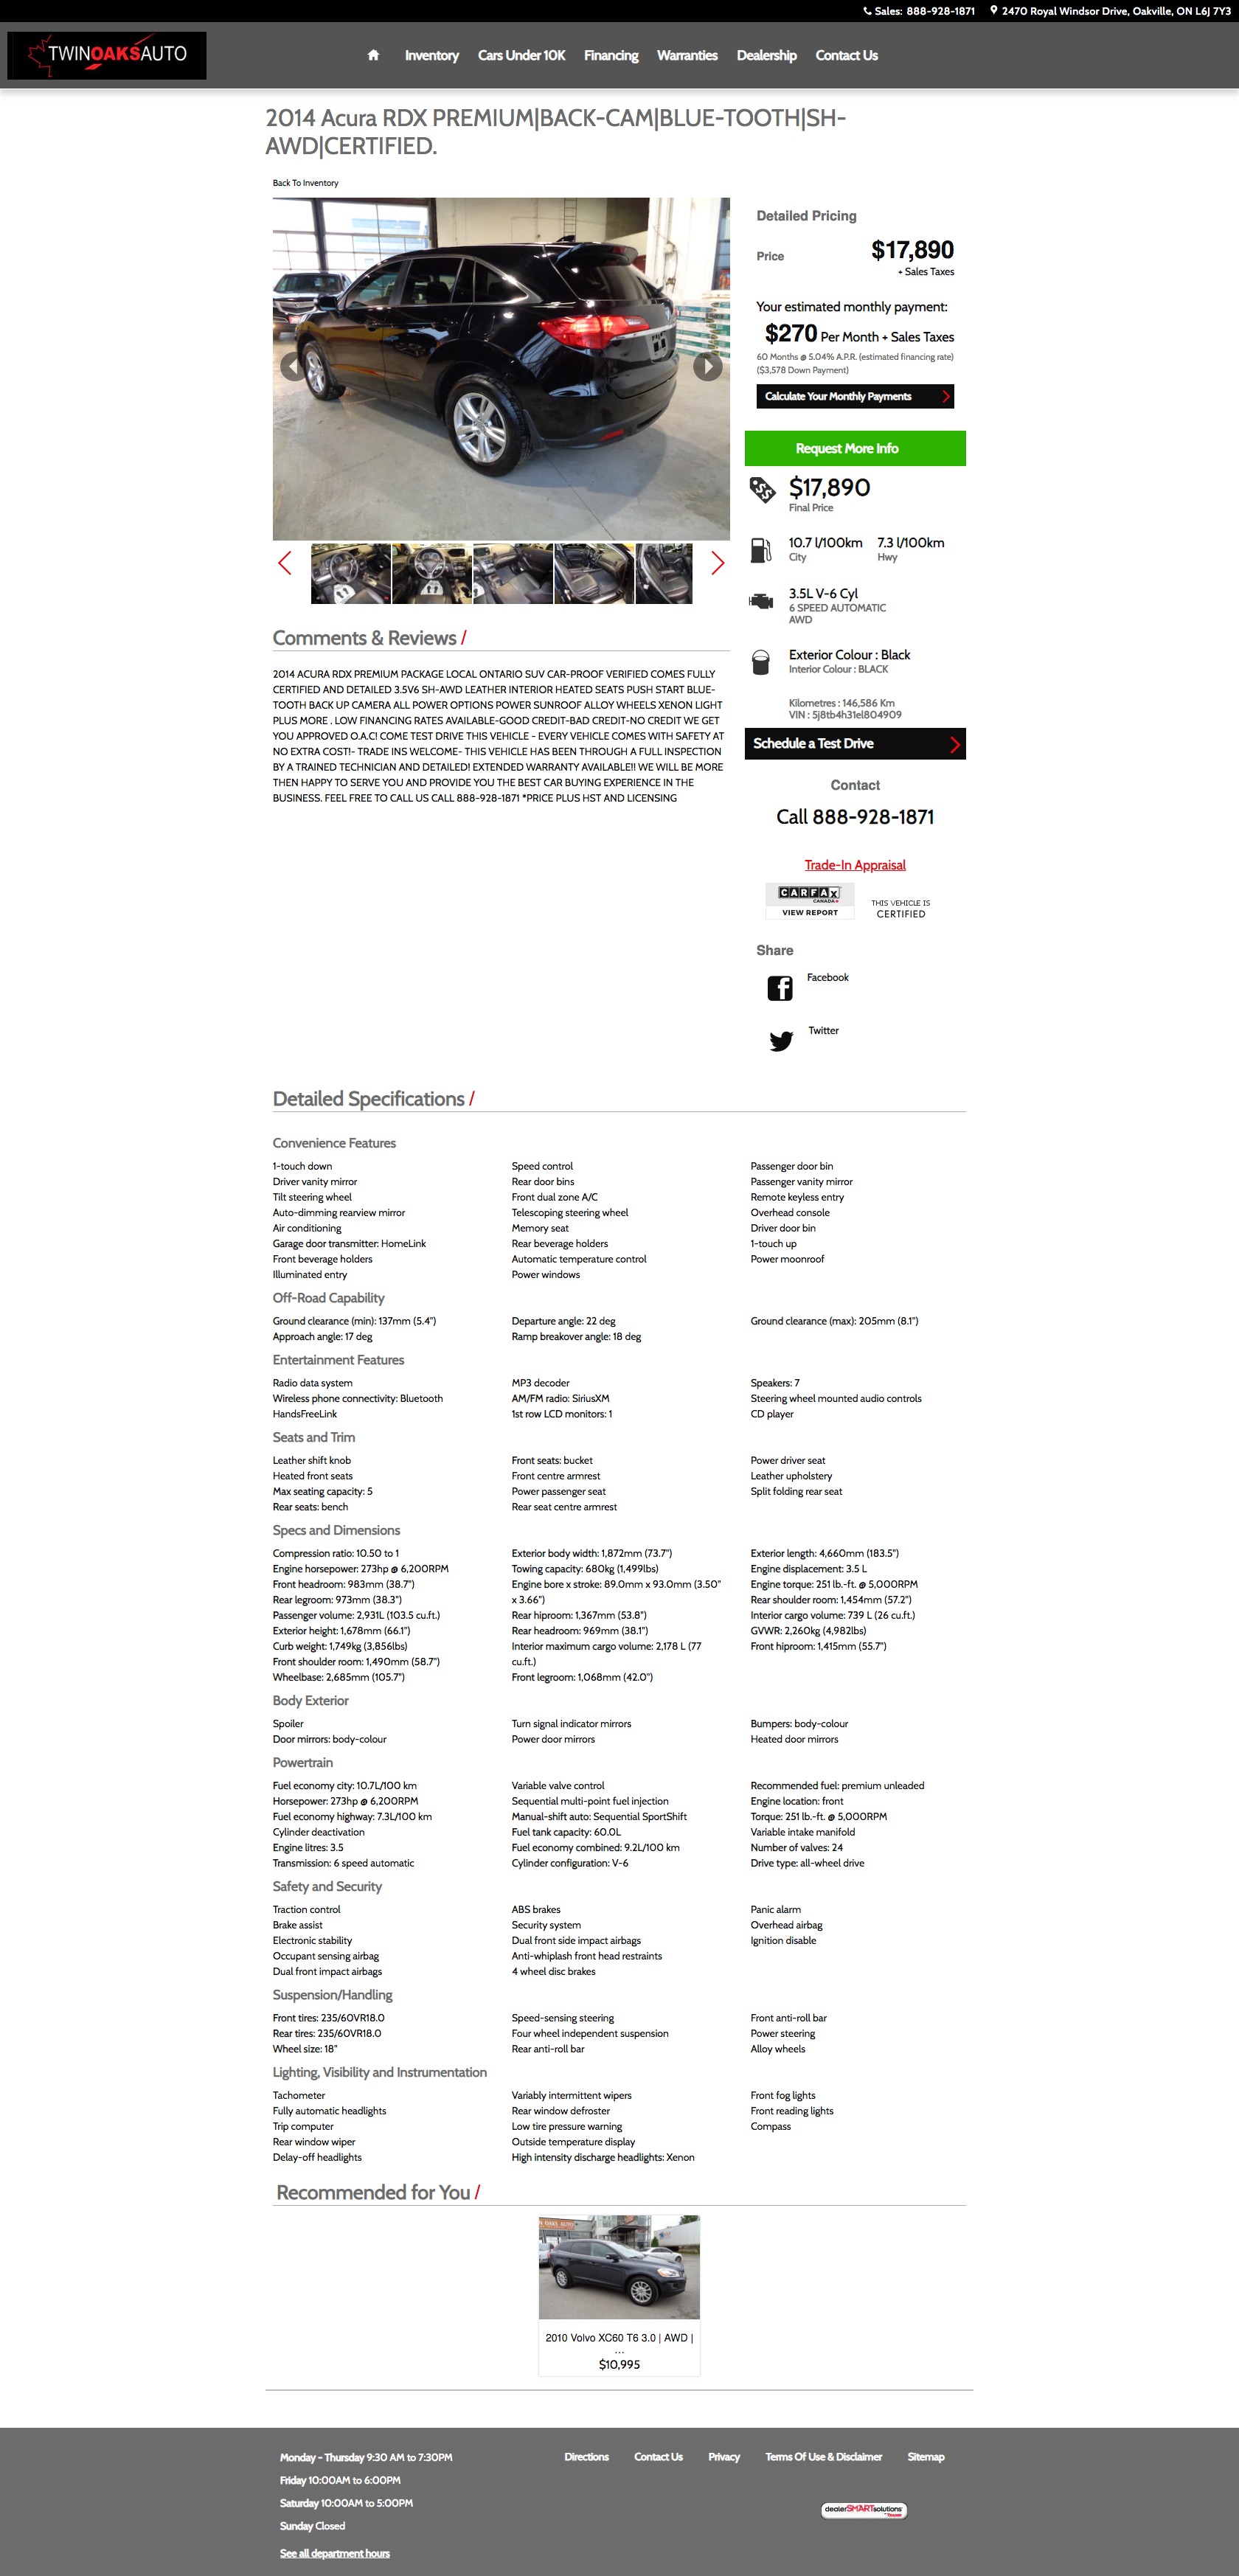 Sales: 888-928-1871 2470 Royal Windsor Drive, Oakville, ON L6J 7Y3
TWINOAKSAUTO
Inventory Cars Under 10K Financing Warranties Dealership Contact Us
2014 Acura RDX PREMIUM|BACK-CAM|BLUE-TOOTH|SH-
AWD|CERTIFIED.
Back To Inventory
Detailed Pricing
Price $17,890
+ Sales Taxes
Your estimated monthly payment:
$270 Per Month + Sales Taxes
60 Months @ 5.04% A.P.R. (estimated financing rate)
($3,578 Down Payment)
Calculate Your Monthly Payments
Request More Info
$17,890
Final Price
10.7 l/100km 7.3 l/100km
City Hwy
3.5L V-6 Cyl
6 SPEED AUTOMATIC
AWD
Exterior Colour : Black
Interior Colour : BLACK
Kilometres : 146,586 Km
VIN : 5j8tb4h31el804909
Schedule a Test Drive
Contact
Call 888-928-1871
Trade-In Appraisal
CARFAX
CANADA
VIEW REPORT
THIS VEHICLE IS
CERTIFIED
Share
Facebook
Twitter
Comments & Reviews /
2014 ACURA RDX PREMIUM PACKAGE LOCAL ONTARIO SUV CAR-PROOF VERIFIED COMES FULLY
CERTIFIED AND DETAILED 3.5V6 SH-AWD LEATHER INTERIOR HEATED SEATS PUSH START BLUE-
TOOTH BACK UP CAMERA ALL POWER OPTIONS POWER SUNROOF ALLOY WHEELS XENON LIGHT
PLUS MORE . LOW FINANCING RATES AVAILABLE-GOOD CREDIT-BAD CREDIT-NO CREDIT WE GET
YOU APPROVED O.A.C! COME TEST DRIVE THIS VEHICLE - EVERY VEHICLE COMES WITH SAFETY AT
NO EXTRA COST!- TRADE INS WELCOME- THIS VEHICLE HAS BEEN THROUGH A FULL INSPECTION
BY A TRAINED TECHNICIAN AND DETAILED! EXTENDED WARRANTY AVAILABLE!! WE WILL BE MORE
THEN HAPPY TO SERVE YOU AND PROVIDE YOU THE BEST CAR BUYING EXPERIENCE IN THE
BUSINESS. FEEL FREE TO CALL US CALL 888-928-1871 *PRICE PLUS HST AND LICENSING
Detailed Specifications /
Convenience Features
1-touch down Speed control Passenger door bin
Driver vanity mirror Rear door bins Passenger vanity mirror
Tilt steering wheel Front dual zone A/C Remote keyless entry
Auto-dimming rearview mirror Telescoping steering wheel Overhead console
Air conditioning Memory seat Driver door bin
Garage door transmitter: HomeLink Rear beverage holders 1-touch up
Front beverage holders Automatic temperature control Power moonroof
Illuminated entry Power windows
Off-Road Capability
Ground clearance (min): 137mm (5.4") Departure angle: 22 deg Ground clearance (max): 205mm (8.1")
Approach angle: 17 deg Ramp breakover angle: 18 deg
Entertainment Features
Radio data system MP3 decoder Speakers: 7
Wireless phone connectivity: Bluetooth AM/FM radio: SiriusXM Steering wheel mounted audio controls
HandsFreeLink 1st row LCD monitors: 1 CD player
Seats and Trim
Leather shift knob Front seats: bucket Power driver seat
Heated front seats Front centre armrest Leather upholstery
Max seating capacity: 5 Power passenger seat Split folding rear seat
Rear seats: bench Rear seat centre armrest
Specs and Dimensions
Compression ratio: 10.50 to 1 Exterior body width: 1,872mm (73.7") Exterior length: 4,660mm (183.5")
Engine horsepower: 273hp @ 6,200RPM Towing capacity: 680kg (1,499lbs) Engine displacement: 3.5 L
Front headroom: 983mm (38.7") Engine bore x stroke: 89.0mm x 93.0mm (3.50" Engine torque: 251 lb.-ft. @ 5,000RPM
Rear legroom: 973mm (38.3") x 3.66") Rear shoulder room: 1,454mm (57.2")
Passenger volume: 2,931L (103.5 cu.ft.) Rear hiproom: 1,367mm (53.8") Interior cargo volume: 739 L (26 cu.ft.)
Exterior height: 1,678mm (66.1") Rear headroom: 969mm (38.1") GVWR: 2,260kg (4,982lbs)
Curb weight: 1,749kg (3,856lbs) Interior maximum cargo volume: 2,178 L (77 Front hiproom: 1,415mm (55.7")
Front shoulder room: 1,490mm (58.7") cu.ft.)
Wheelbase: 2,685mm (105.7") Front legroom: 1,068mm (42.0")
Body Exterior
Spoiler Turn signal indicator mirrors Bumpers: body-colour
Door mirrors: body-colour Power door mirrors Heated door mirrors
Powertrain
Fuel economy city: 10.7L/100 km Variable valve control Recommended fuel: premium unleaded
Horsepower: 273hp @ 6,200RPM Sequential multi-point fuel injection Engine location: front
Fuel economy highway: 7.3L/100 km Manual-shift auto: Sequential SportShift Torque: 251 lb.-ft. @ 5,000RPM
Cylinder deactivation Fuel tank capacity: 60.0L Variable intake manifold
Engine litres: 3.5 Fuel economy combined: 9.2L/100 km Number of valves: 24
Transmission: 6 speed automatic Cylinder configuration: V-6 Drive type: all-wheel drive
Safety and Security
Traction control ABS brakes Panic alarm
Brake assist Security system Overhead airbag
Electronic stability Dual front side impact airbags Ignition disable
Occupant sensing airbag Anti-whiplash front head restraints
Dual front impact airbags 4 wheel disc brakes
Suspension/Handling
Front tires: 235/60VR18.0 Speed-sensing steering Front anti-roll bar
Rear tires: 235/60VR18.0 Four wheel independent suspension Power steering
Wheel size: 18" Rear anti-roll bar Alloy wheels
Lighting, Visibility and Instrumentation
Tachometer Variably intermittent wipers Front fog lights
Fully automatic headlights Rear window defroster Front reading lights
Trip computer Low tire pressure warning Compass
Rear window wiper Outside temperature display
Delay-off headlights High intensity discharge headlights: Xenon
Recommended for You /
2010 Volvo XC60 T6 3.0 | AWD |
...
$10,995
Monday - Thursday 9:30 AM to 7:30PM Directions Contact Us Privacy Terms Of Use & Disclaimer Sitemap
Friday 10:00AM to 6:00PM
Saturday 10:00AM to 5:00PM
dealerSMARTsolutions
Sunday Closed
See all department hours